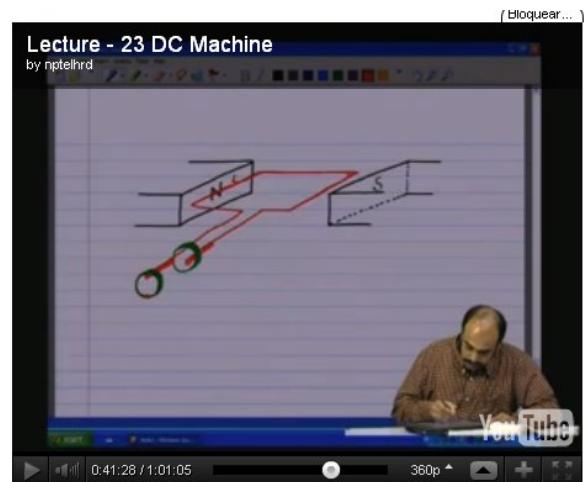 Bloquear...
Lecture - 23 DC Machine
by nptelhrd
N
S
YouTube
0:41:28 / 1:01:05
360p